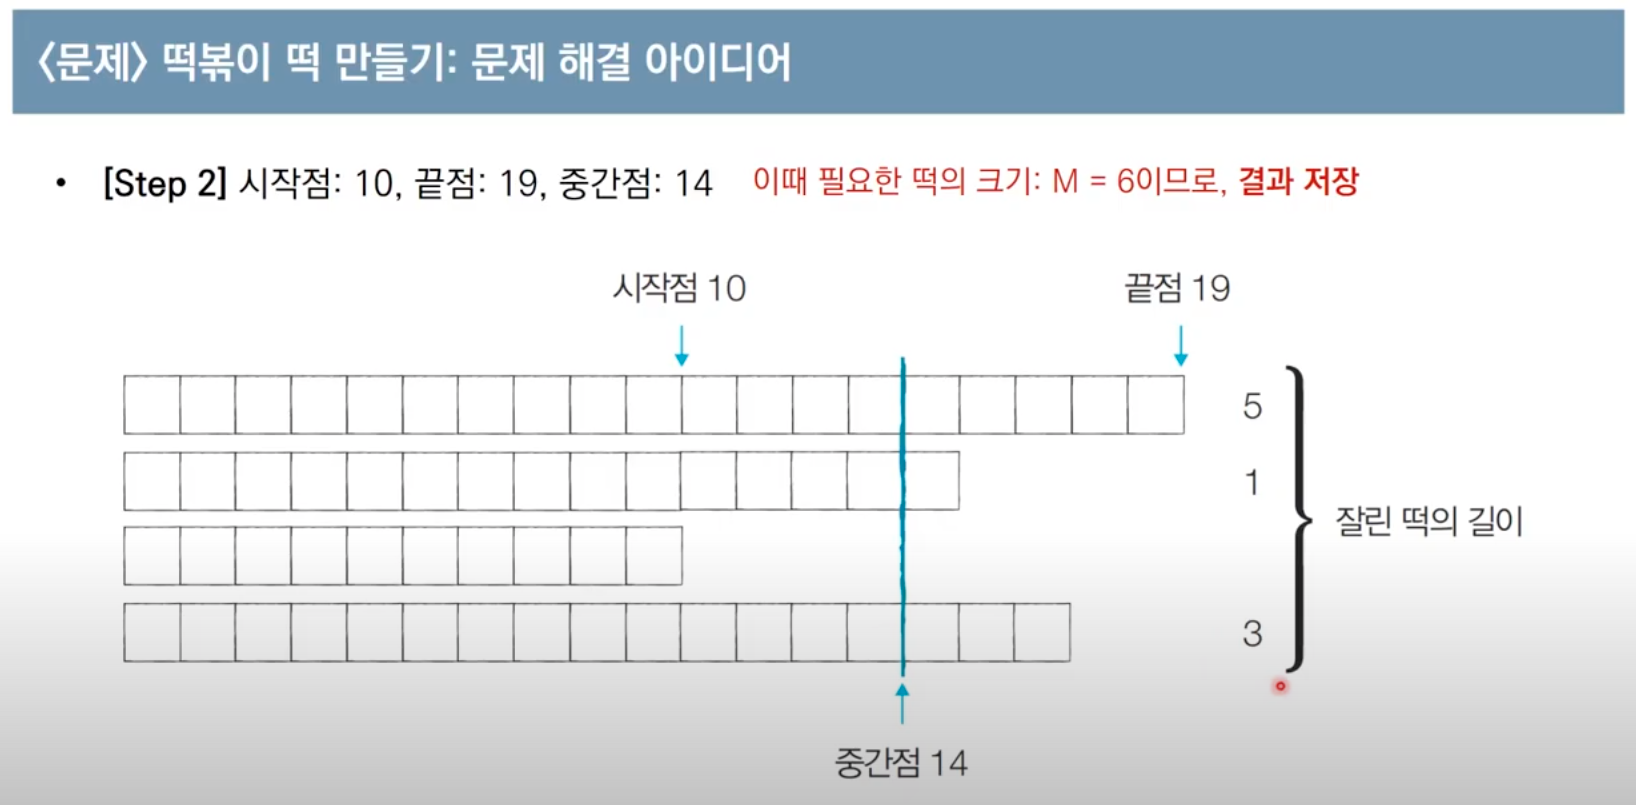 <문제> 떡볶이 떡 만들기: 문제 해결 아이디어
• [Step 2] 시작점: 10, 끝점: 19, 중간점: 14 이때 필요한 떡의 크기: M = 6이므로, 결과 저장
시작점 10 끝점 19
5
1
잘린 떡의 길이
3
중간점 14